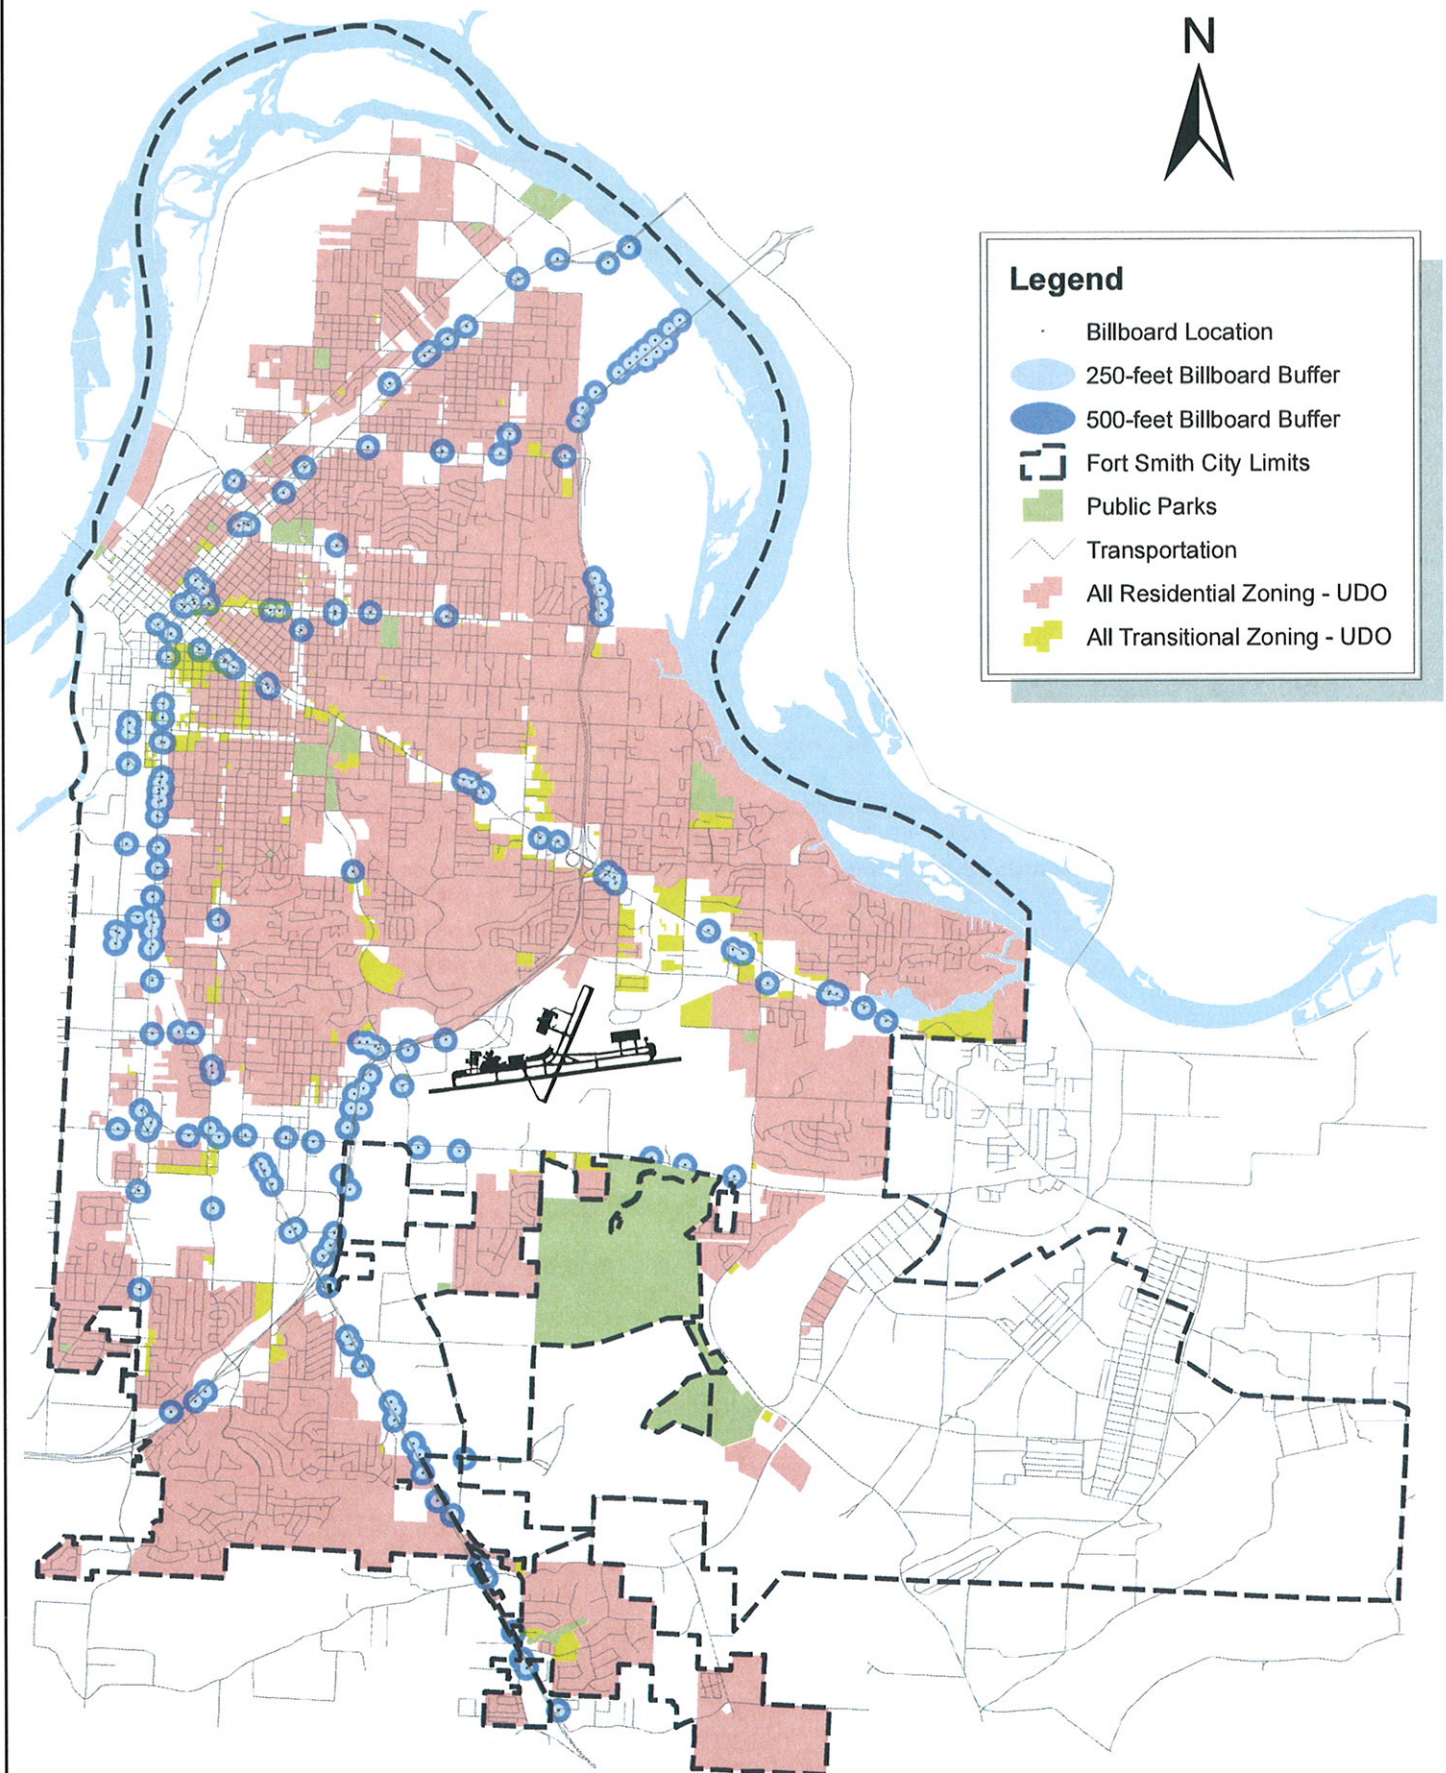 N
Legend
Billboard Location
250-feet Billboard Buffer
500-feet Billboard Buffer
Fort Smith City Limits
Public Parks
Transportation
All Residential Zoning - UDO
All Transitional Zoning - UDO